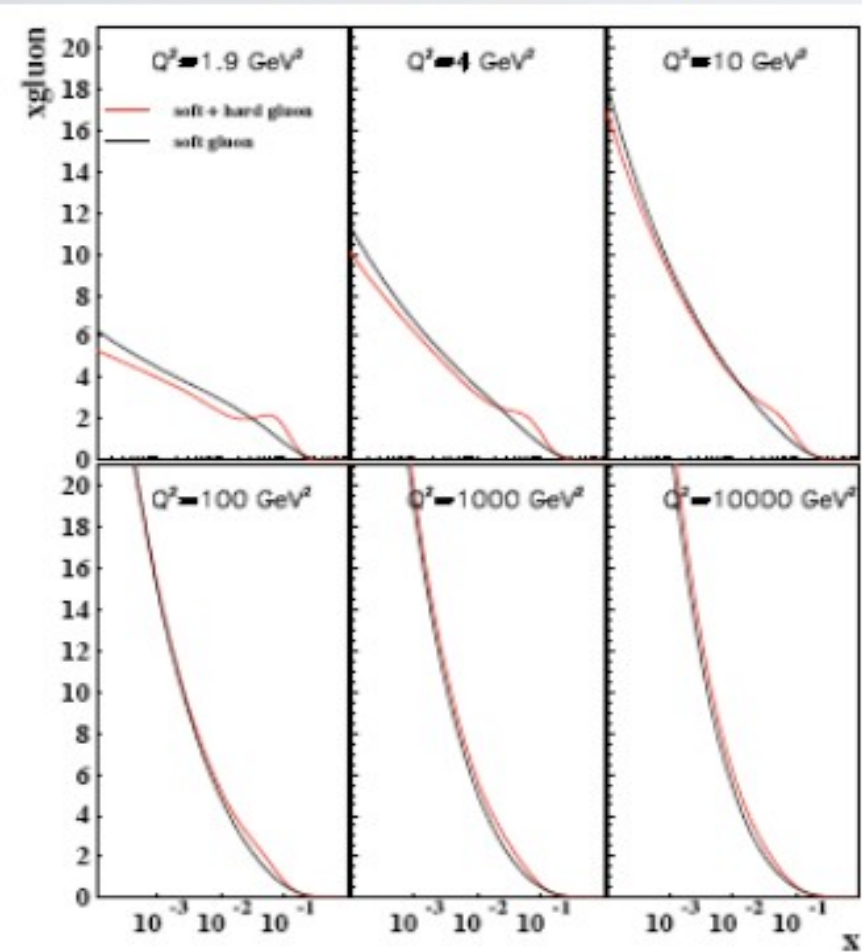 xgluon
20
18
16
14
12
10
8
6
4
2
0
Q²=1.9 GeV²
soft + hard gluon
soft gluon
Q²=4 GeV²
Q²=10 GeV²
20
18
16
14
12
10
8
6
4
2
0
Q²=100 GeV²
Q²=1000 GeV²
Q²=10000 GeV²
10⁻³ 10⁻² 10⁻¹
10⁻³ 10⁻² 10⁻¹
10⁻³ 10⁻² 10⁻¹
x